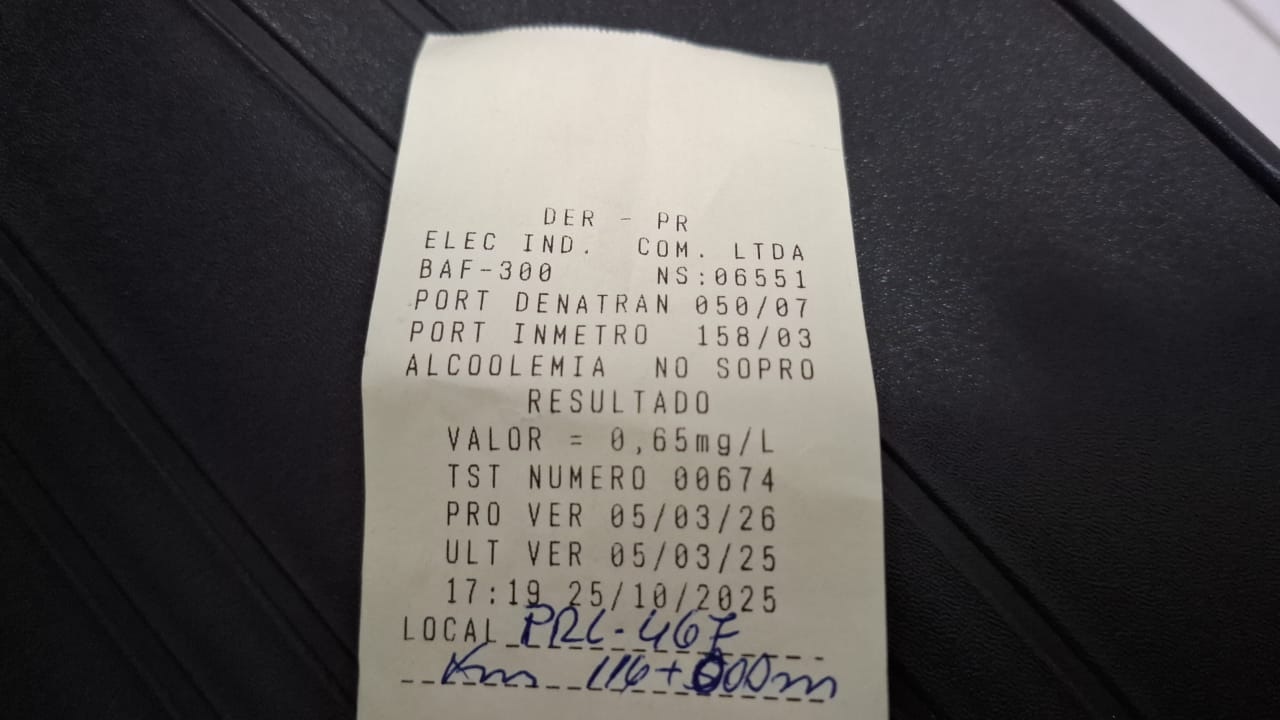 DER - PR
ELEC IND. COM. LTDA
BAF-300 NS:06551
PORT DENATRAN 050/07
PORT INMETRO 158/03
ALCOOLEMIA NO SOPRO
RESULTADO
VALOR = 0,65mg/L
TST NUMERO 00674
PRO VER 05/03/26
ULT VER 05/03/25
17:19 25/10/2025
LOCAL PRC-467
Km 116+000m